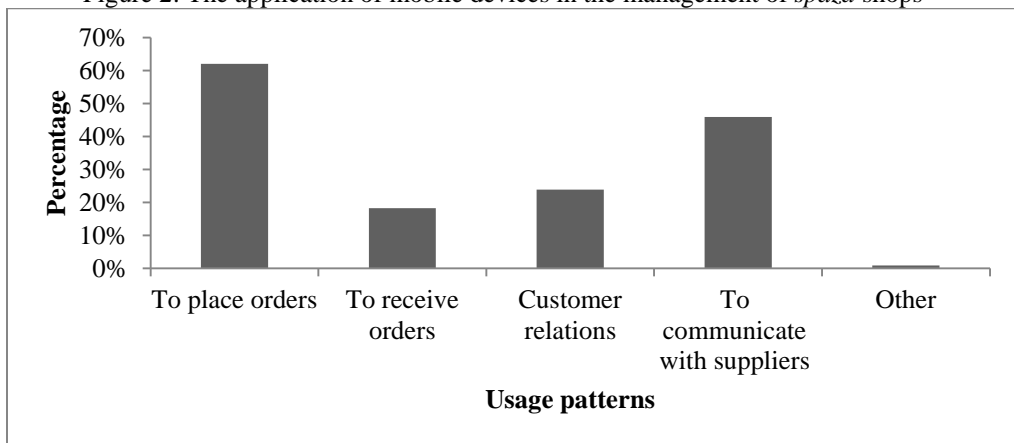 Figure 2: The application of mobile devices in the management of spaza shops
70%
60%
50%
40%
30%
20%
10%
0%
Percentage
To place orders
To receive
orders
Customer
relations
To
communicate
with suppliers
Other
Usage patterns